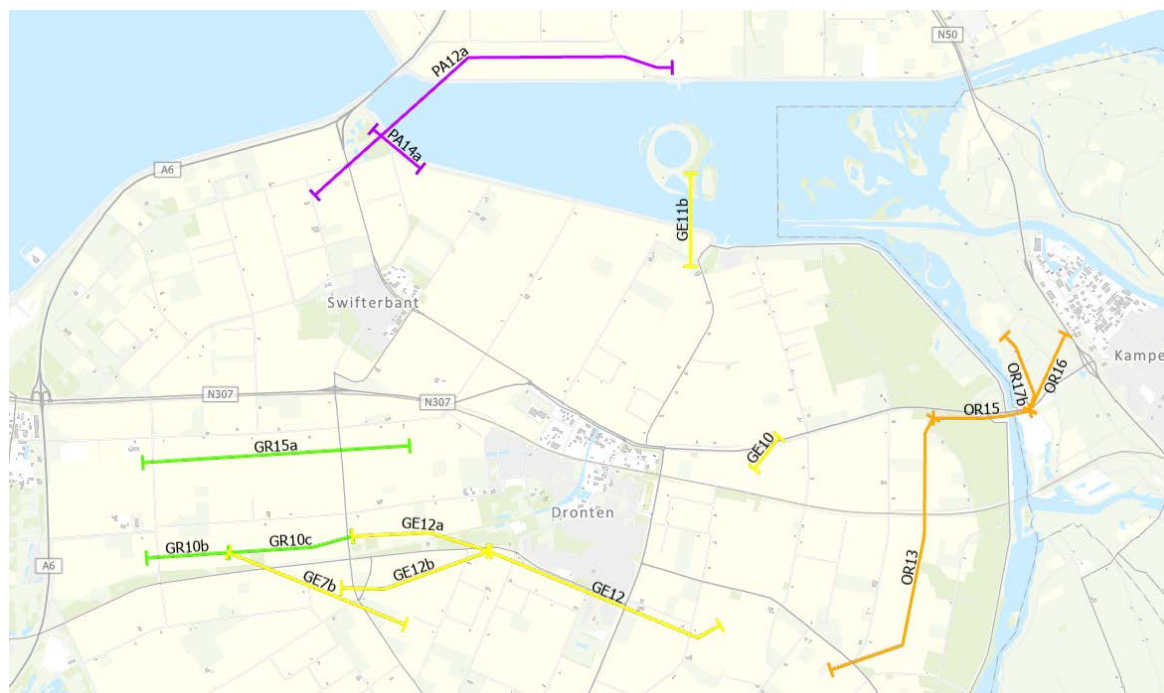 N50
PA12a
PA14a
A6
GE11b
Swifterbant
Kampe
OR17b
OR16
N307
N307
OR15
GR15a
GE10
Dronten
GE12a
GR10c
GR10b
GE12b
GE7b
GE12
OR13
A6